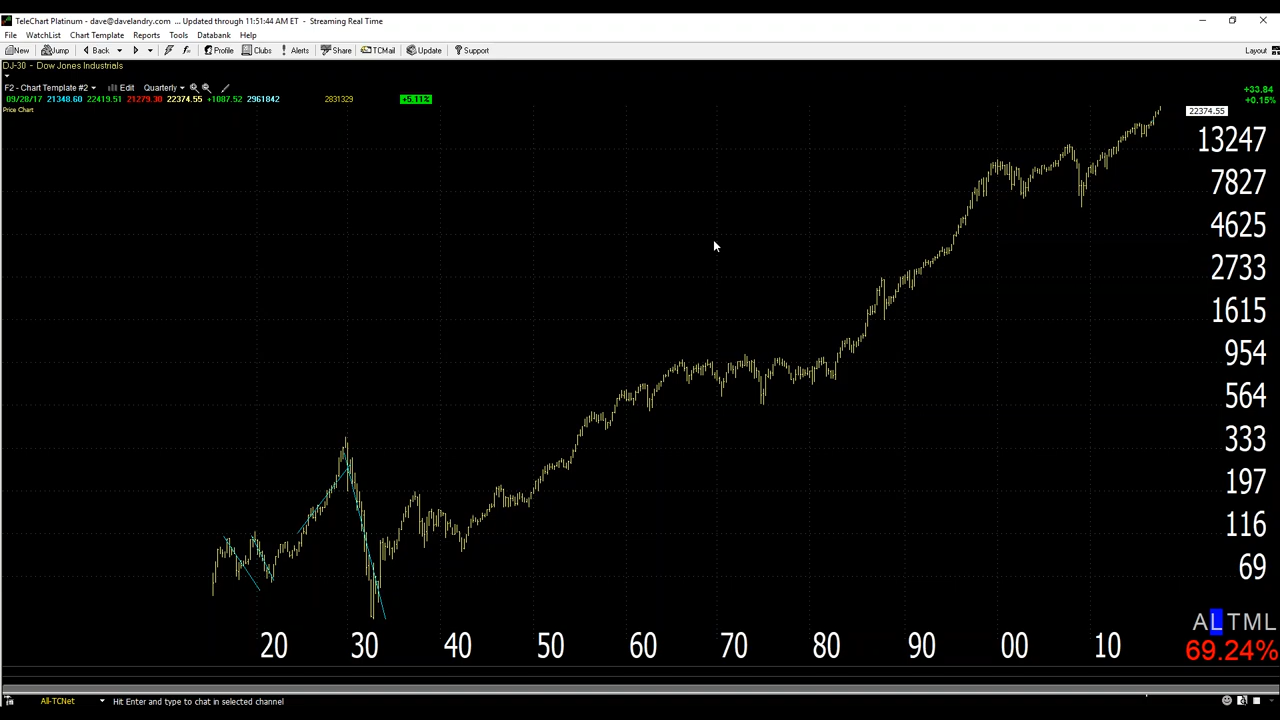 TeleChart Platinum - dave@davelandry.com ... Updated through 11:51:44 AM ET - Streaming Real Time
File WatchList Chart Template Reports Tools Databank Help
New Jump Back Profile Clubs Alerts Share TCMail Update Support Layout
DJ-30 - Dow Jones Industrials
F2 - Chart Template #2 Edit Quarterly
+33.84
09/28/17 21348.60 22419.51 21279.30 22374.55 +1087.52 2961842 2831329 +5.11%
+0.15%
Price Chart
22374.55
13247
7827
4625
2733
1615
954
564
333
197
116
69
ALTML
20 30 40 50 60 70 80 90 00 10
69.24%
All-TCNet Hit Enter and type to chat in selected channel